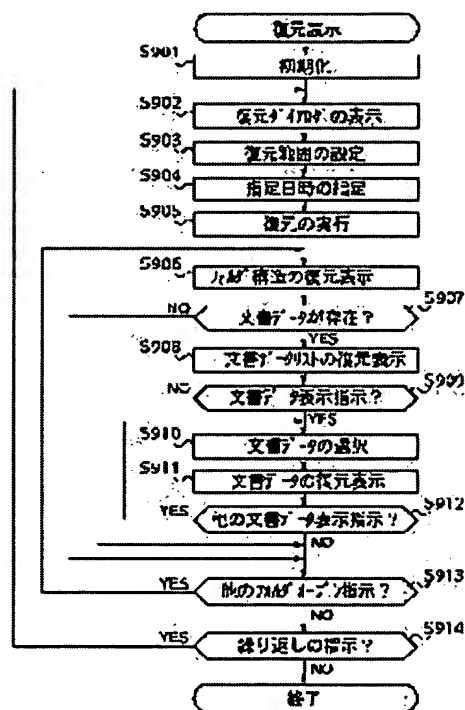 復元表示
S901
初期化
S902
復元ダイアログの表示
S903
復元範囲の設定
S904
指定日時の指定
S905
復元の実行
S906
フォルダ構造の復元表示
S907
文書データが存在?
NO
YES
S908
文書データリストの復元表示
S909
NO
文書データ表示指示?
YES
S910
文書データの選択
S911
文書データの復元表示
S912
YES
他の文書データ表示指示?
NO
S913
YES
他のフォルダオープン指示?
NO
S914
YES
繰り返しの指示?
NO
終了